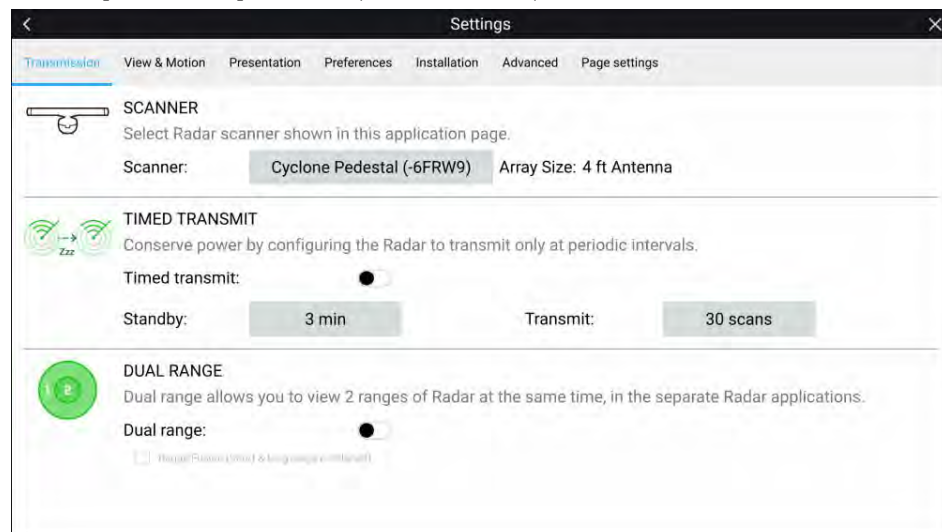 Settings
Transmission View & Motion Presentation Preferences Installation Advanced Page settings
SCANNER
Select Radar scanner shown in this application page.
Scanner: Cyclone Pedestal (-6FRW9) Array Size: 4 ft Antenna
TIMED TRANSMIT
Zzz
Conserve power by configuring the Radar to transmit only at periodic intervals.
Timed transmit:
Standby: 3 min Transmit: 30 scans
DUAL RANGE
1 2
Dual range allows you to view 2 ranges of Radar at the same time, in the separate Radar applications.
Dual range: